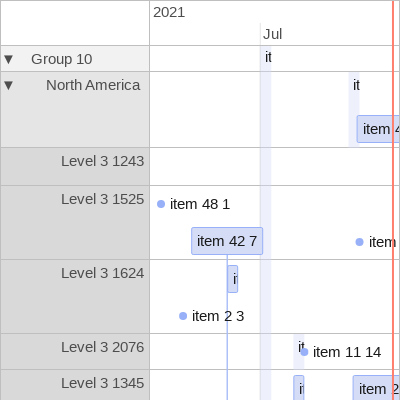 2021
Jul
▼ Group 10 it
▼ North America it
item 4
Level 3 1243
Level 3 1525 item 48 1
item 42 7 item
Level 3 1624 it
item 2 3
Level 3 2076 it item 11 14
Level 3 1345 it item 2